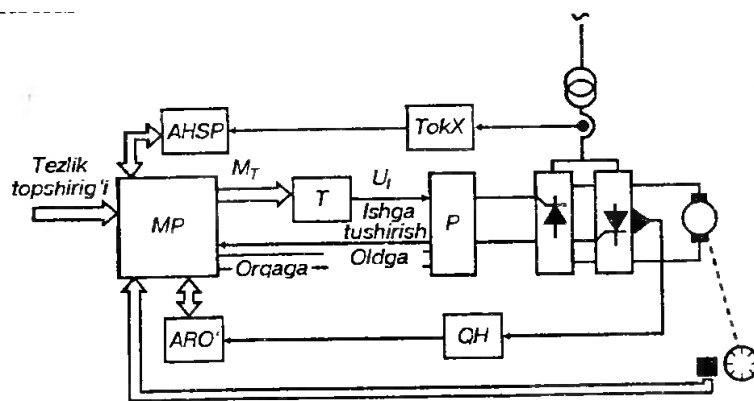 AHSP
TokX
Tezlik
topshirig'i
MP
M_T
T
U_I
Ishga
tushirish
P
Orqaga
Oldga
ARO'
QH